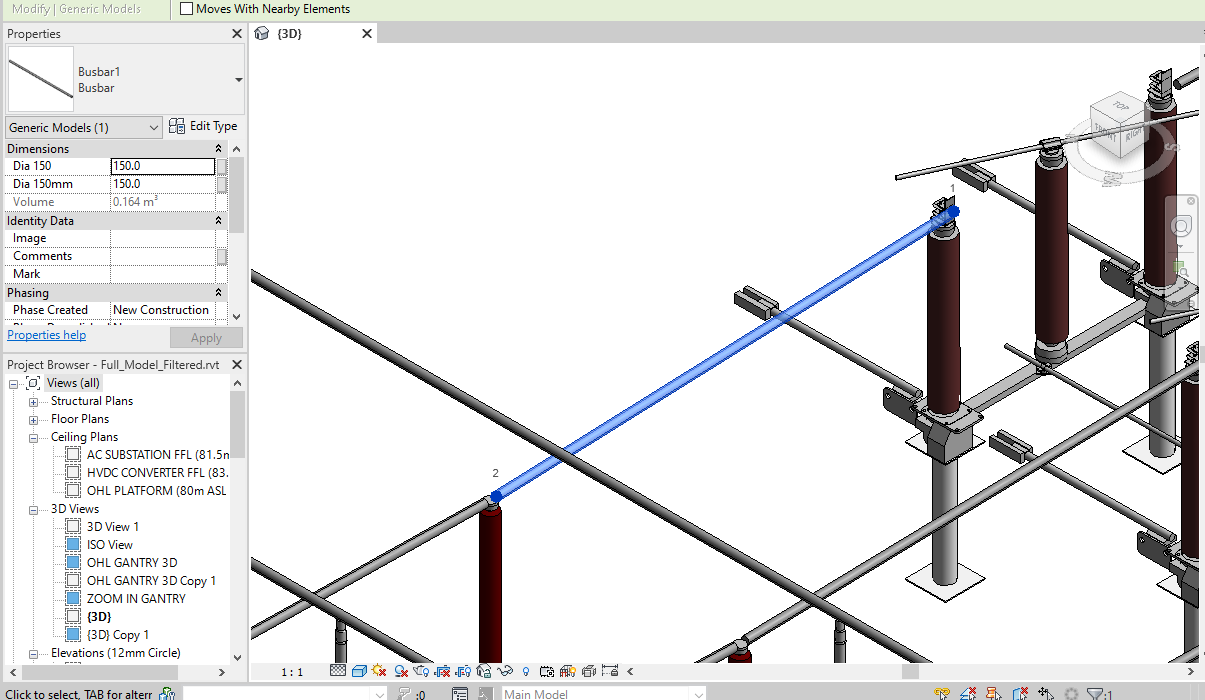 Modify | Generic Models
Moves With Nearby Elements
Properties
{3D}
Busbar1
Busbar
Generic Models (1)
Edit Type
Dimensions
Dia 150
150.0
Dia 150mm
150.0
Volume
0.164 m³
Identity Data
Image
Comments
Mark
Phasing
Phase Created
New Construction
Properties help
Apply
Project Browser - Full_Model_Filtered.rvt
Views (all)
Structural Plans
Floor Plans
Ceiling Plans
AC SUBSTATION FFL (81.5m
HVDC CONVERTER FFL (83.
OHL PLATFORM (80m ASL
3D Views
3D View 1
ISO View
OHL GANTRY 3D
OHL GANTRY 3D Copy 1
ZOOM IN GANTRY
{3D}
{3D} Copy 1
Elevations (12mm Circle)
1
2
TOP
FRONT
RIGHT
S
W
1 : 1
Click to select, TAB for altern
:0
Main Model
:1